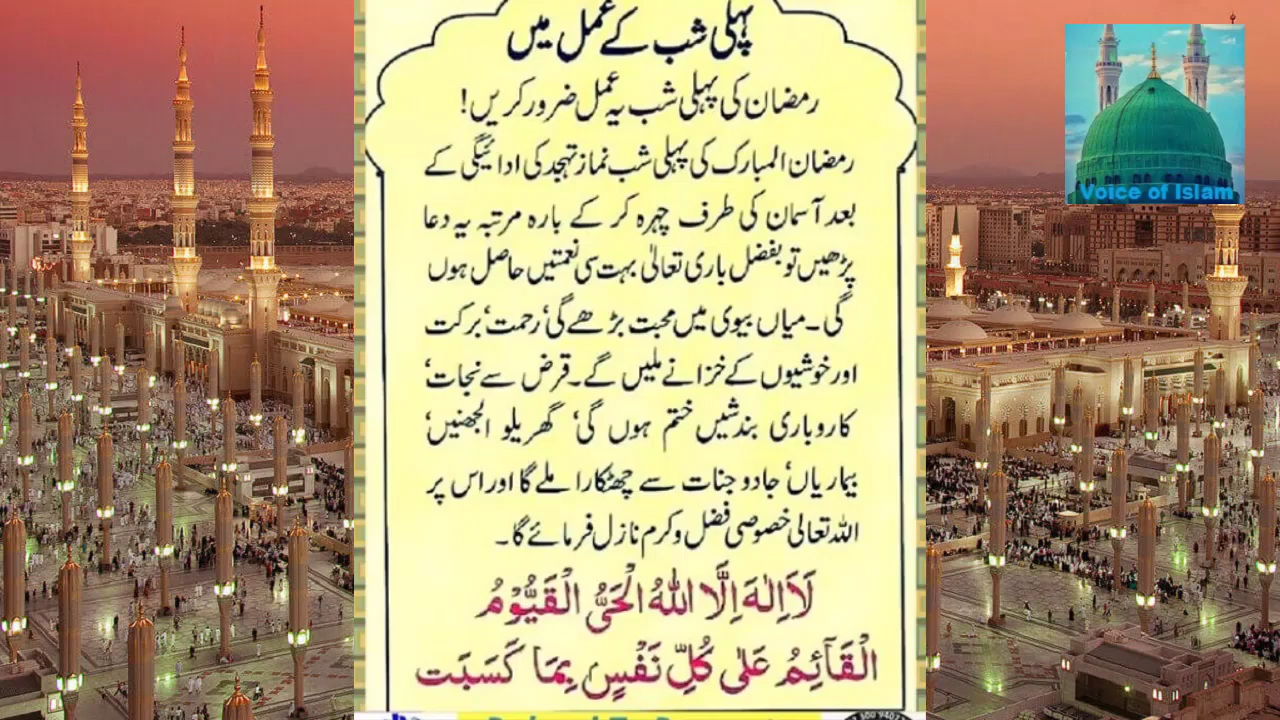 پہلی شب کے عمل میں
رمضان کی پہلی شب یہ عمل ضرور کریں!
رمضان المبارک کی پہلی شب نماز تہجد کی ادائیگی کے
بعد آسمان کی طرف چہرہ کر کے بارہ مرتبہ یہ دعا
پڑھیں تو بفضل باری تعالیٰ بہت سی نعمتیں حاصل ہوں
گی۔ میاں بیوی میں محبت بڑھے گی، رحمت، برکت
اور خوشیوں کے خزانے ملیں گے۔ قرض سے نجات،
کاروباری بندشیں ختم ہوں گی، گھریلو الجھنیں،
بیماریاں، جادو جنات سے چھٹکارا ملے گا اور اس پر
اللہ تعالیٰ خصوصی فضل و کرم نازل فرمائے گا۔
لَا اِلٰهَ اِلَّا اللّٰهُ الْحَيُّ الْقَيُّوْمُ
الْقَآئِمُ عَلٰى كُلِّ نَفْسٍ بِمَا كَسَبَت
Voice of Islam